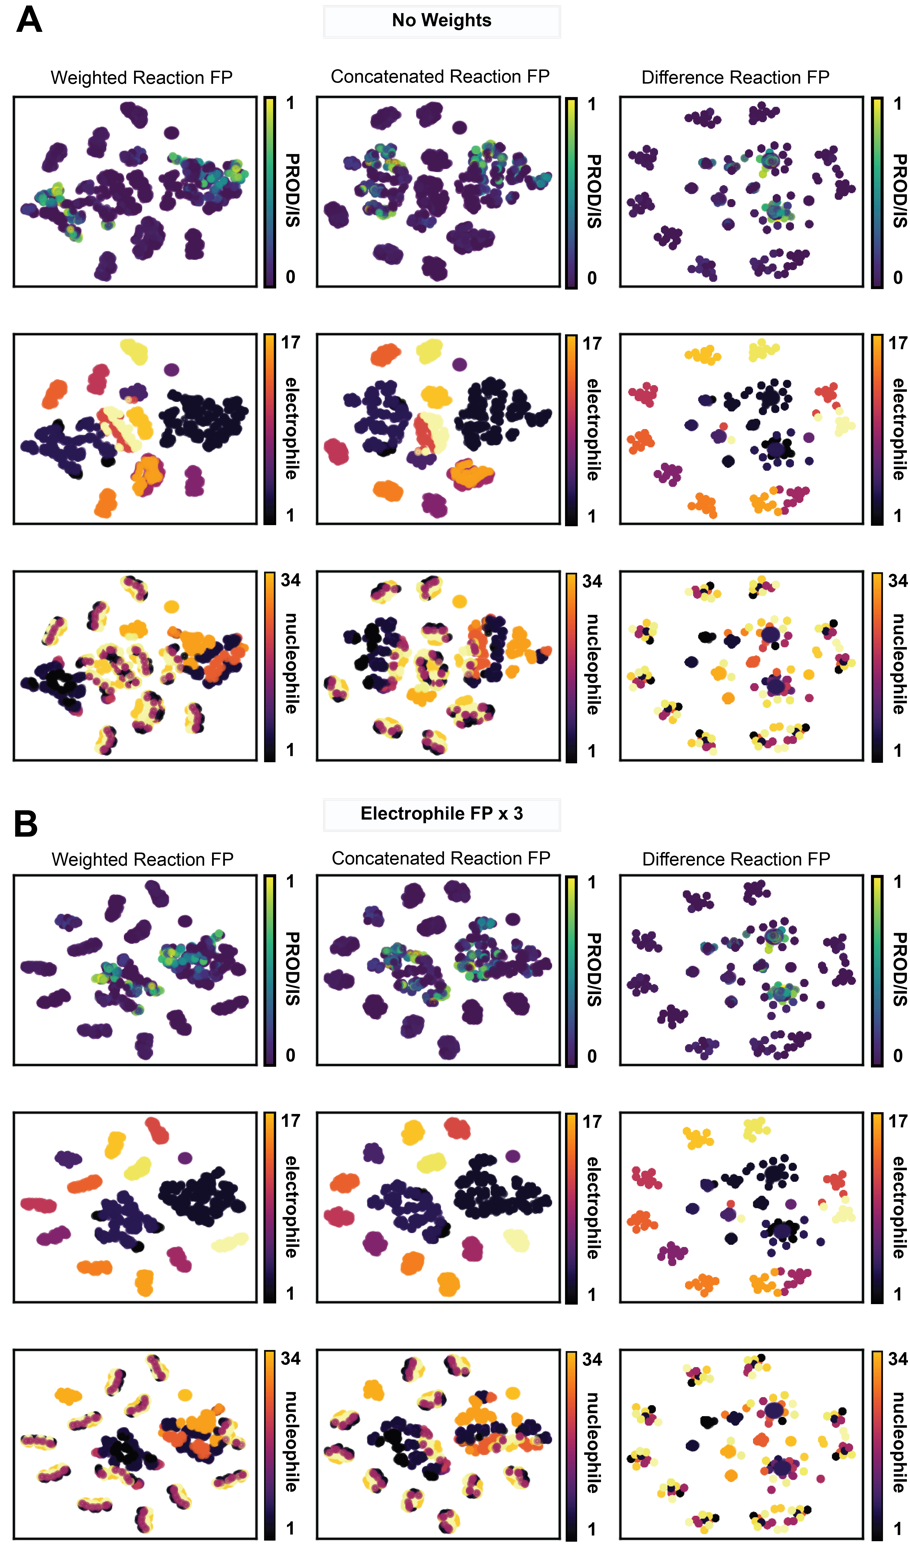 A
No Weights
Weighted Reaction FP
Concatenated Reaction FP
Difference Reaction FP
1
PROD/IS
0
1
PROD/IS
0
1
PROD/IS
0
17
electrophile
1
17
electrophile
1
17
electrophile
1
34
nucleophile
1
34
nucleophile
1
34
nucleophile
1
B
Electrophile FP x 3
Weighted Reaction FP
Concatenated Reaction FP
Difference Reaction FP
1
PROD/IS
0
1
PROD/IS
0
1
PROD/IS
0
17
electrophile
1
17
electrophile
1
17
electrophile
1
34
nucleophile
1
34
nucleophile
1
34
nucleophile
1